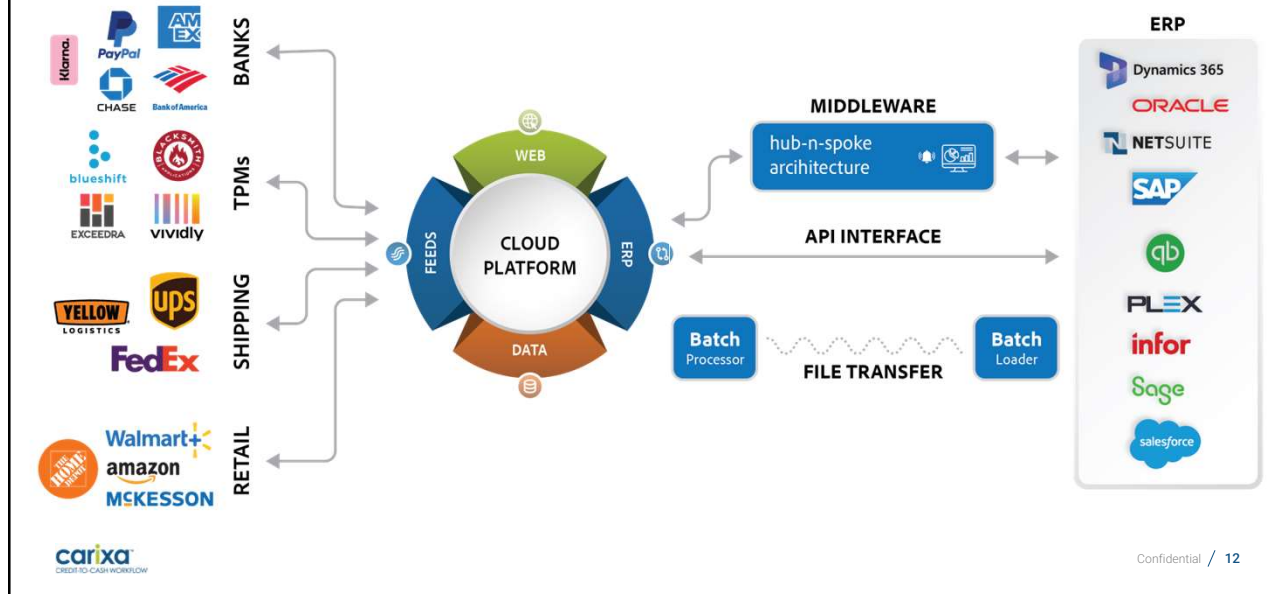 Klarna.
PayPal
AM
EX
CHASE
Bank of America
BANKS
blueshift
BLACKSMITH
APPLICATIONS
EXCEEDRA
vividly
TPMs
YELLOW
LOGISTICS
ups
FedEx
SHIPPING
THE
HOME
DEPOT
Walmart+
amazon
MCKESSON
RETAIL
WEB
FEEDS
CLOUD
PLATFORM
ERP
DATA
MIDDLEWARE
hub-n-spoke
arichitecture
API INTERFACE
Batch
Processor
FILE TRANSFER
Batch
Loader
ERP
Dynamics 365
ORACLE
NETSUITE
SAP
qb
PLEX
infor
Sage
salesforce
carixa™
CREDIT-TO-CASH WORKFLOW
Confidential / 12